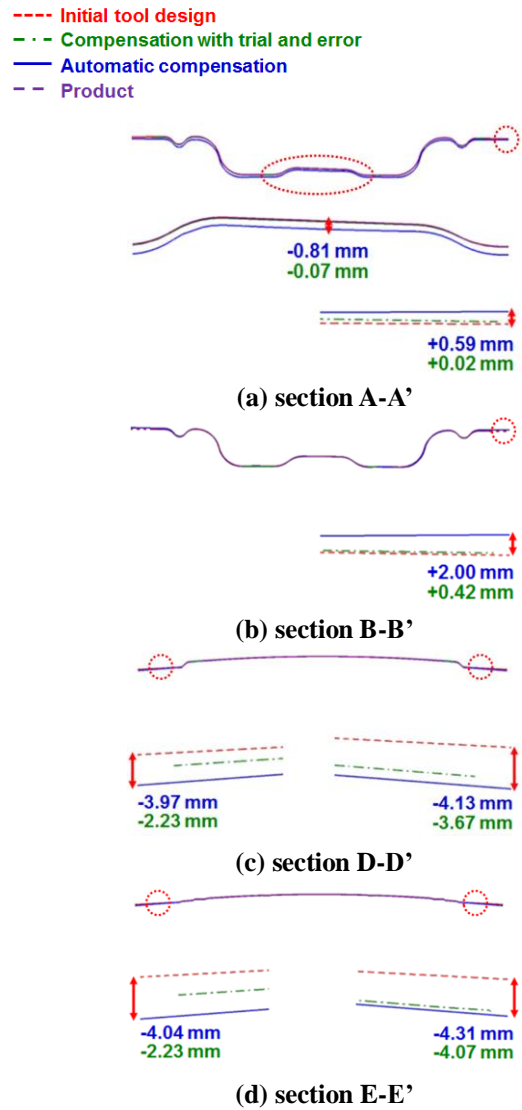 Initial tool design
Compensation with trial and error
Automatic compensation
Product
-0.81 mm
-0.07 mm
+0.59 mm
+0.02 mm
(a) section A-A’
+2.00 mm
+0.42 mm
(b) section B-B’
-3.97 mm
-2.23 mm
-4.13 mm
-3.67 mm
(c) section D-D’
-4.04 mm
-2.23 mm
-4.31 mm
-4.07 mm
(d) section E-E’